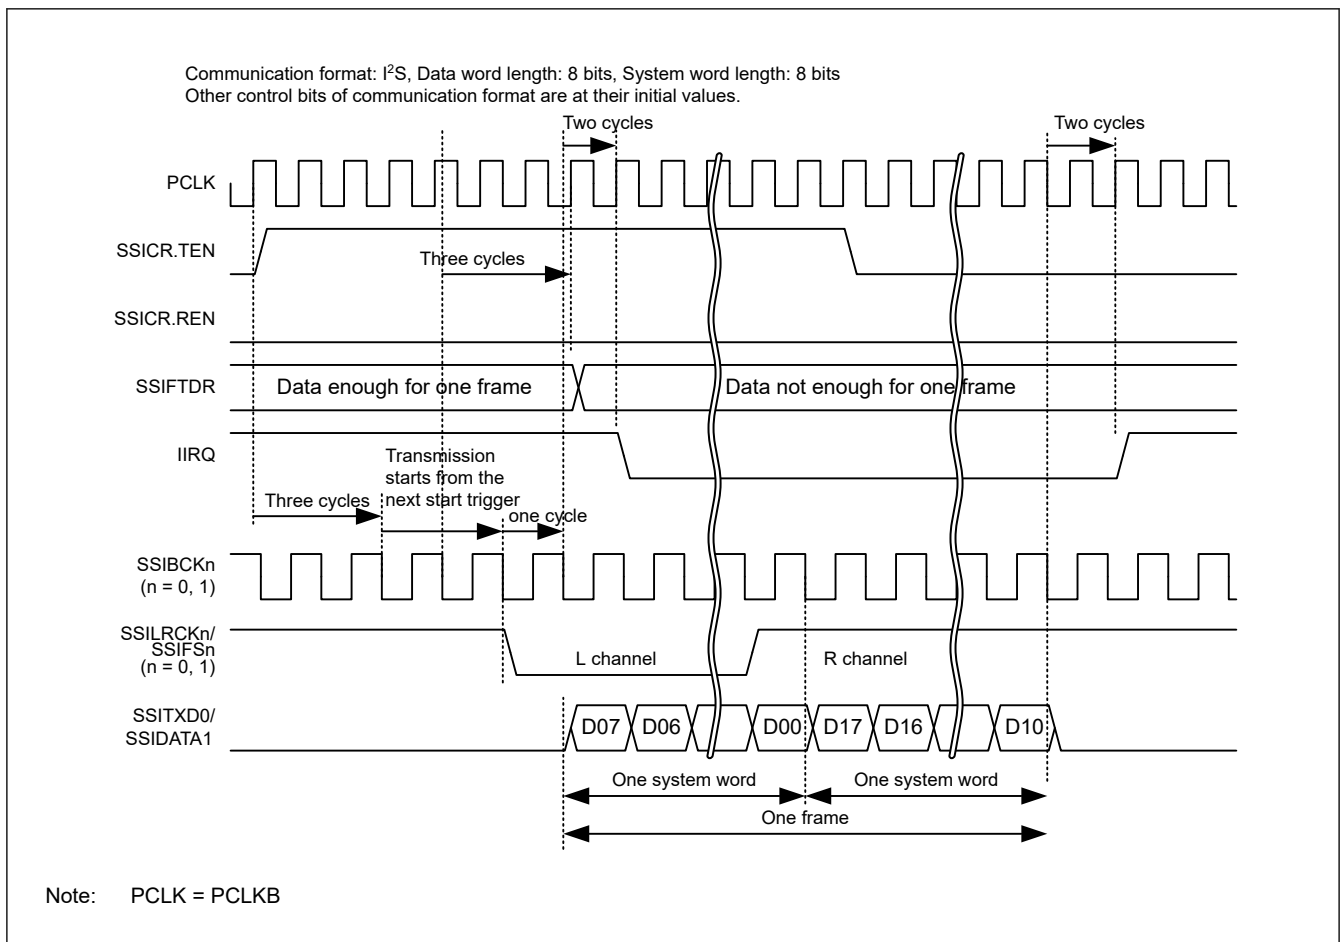 Communication format: I²S, Data word length: 8 bits, System word length: 8 bits
Other control bits of communication format are at their initial values.
Two cycles
Two cycles
PCLK
SSICR.TEN
Three cycles
SSICR.REN
SSIFTDR
Data enough for one frame
Data not enough for one frame
IIRQ
Transmission
starts from the
next start trigger
Three cycles
one cycle
SSIBCKn
(n = 0, 1)
SSILRCKn/
SSIFSn
(n = 0, 1)
L channel
R channel
SSITXD0/
SSIDATA1
D07
D06
D00
D17
D16
D10
One system word
One system word
One frame
Note: PCLK = PCLKB